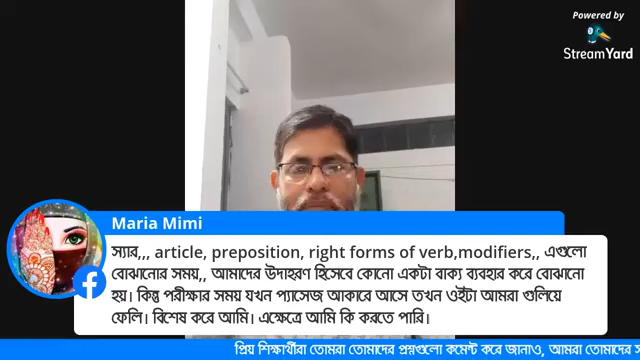 Powered by
StreamYard
Maria Mimi
স্যার,,, article, preposition, right forms of verb,modifiers,, এগুলো
বোঝানোর সময়,, আমাদের উদাহরণ হিসেবে কোনো একটা বাক্য ব্যবহার করে বোঝানো
হয়। কিন্তু পরীক্ষার সময় যখন প্যাসেজ আকারে আসে তখন ওইটা আমরা গুলিয়ে
ফেলি। বিশেষ করে আমি। এক্ষেত্রে আমি কি করতে পারি।
প্রিয় শিক্ষার্থীরা তোমরা তোমাদের প্রশ্নগুলো কমেন্ট করে জানাও, আমরা তোমাদের